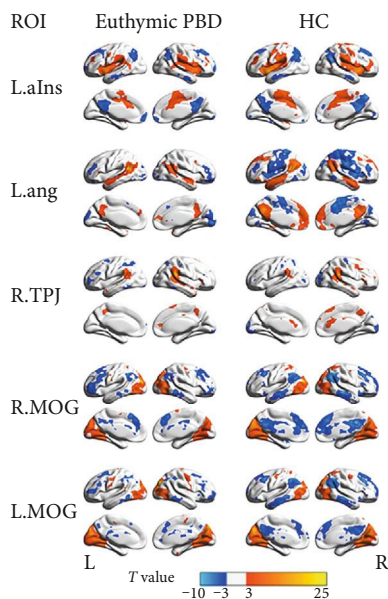 ROI Euthymic PBD HC
L.aIns
L.ang
R.TPJ
R.MOG
L.MOG
L R
T value
−10 −3 3 25